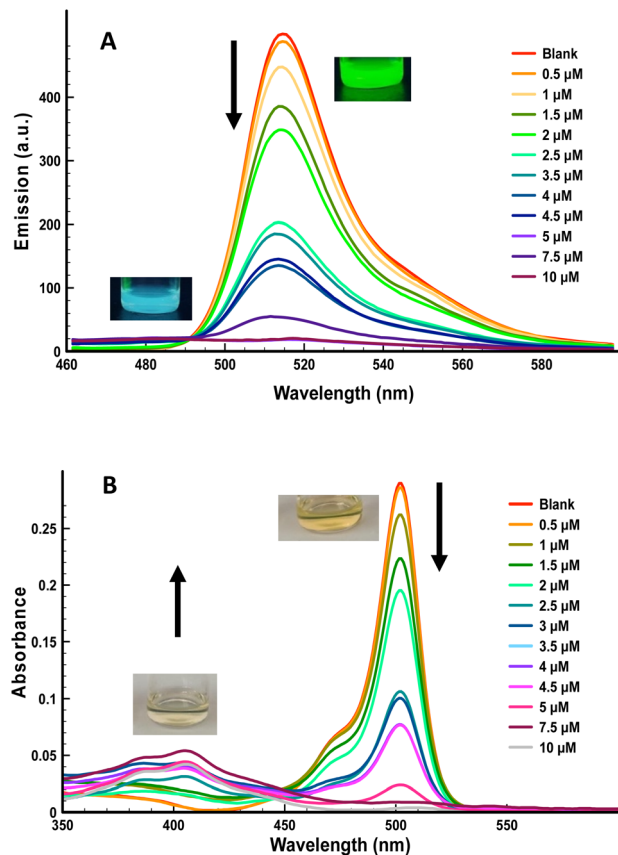 A
Emission (a.u.)
400
300
200
100
0
460
480
500
520
540
560
580
Wavelength (nm)
Blank
0.5 µM
1 µM
1.5 µM
2 µM
2.5 µM
3.5 µM
4 µM
4.5 µM
5 µM
7.5 µM
10 µM
B
Absorbance
0.25
0.2
0.15
0.1
0.05
0
350
400
450
500
550
Wavelength (nm)
Blank
0.5 µM
1 µM
1.5 µM
2 µM
2.5 µM
3 µM
3.5 µM
4 µM
4.5 µM
5 µM
7.5 µM
10 µM